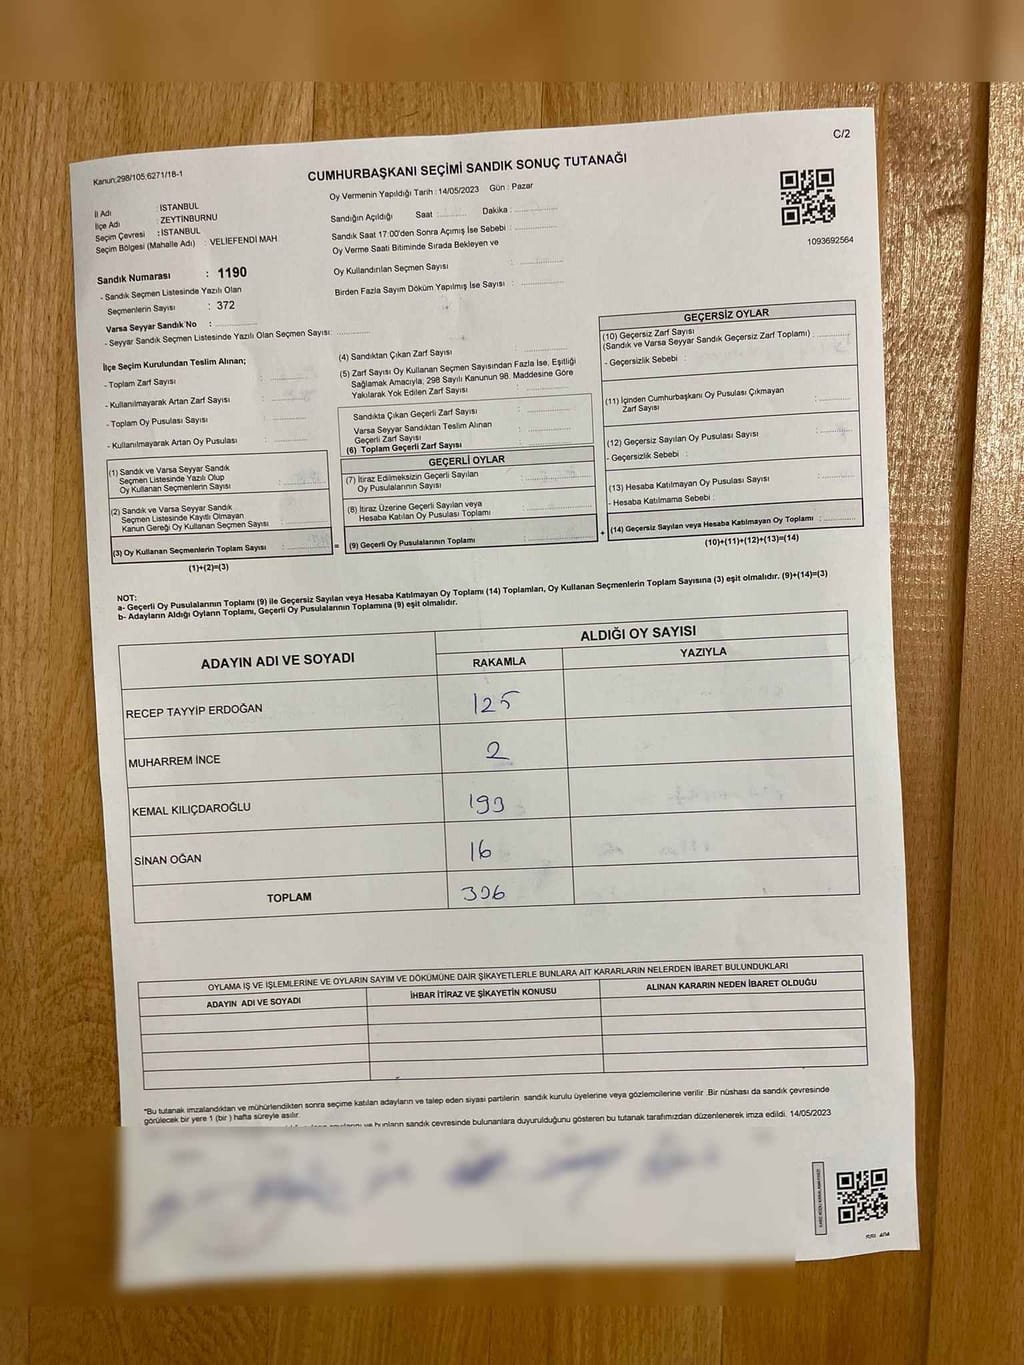 C/2
Kanun;298/105.6271/18-1
CUMHURBAŞKANI SEÇİMİ SANDIK SONUÇ TUTANAĞI
Oy Vermenin Yapıldığı Tarih : 14/05/2023 Gün : Pazar
İl Adı : İSTANBUL
İlçe Adı : ZEYTİNBURNU
Seçim Çevresi : İSTANBUL
Seçim Bölgesi (Mahalle Adı) : VELİEFENDİ MAH
Sandığın Açıldığı Saat : Dakika :
Sandık Saat 17:00'den Sonra Açımış İse Sebebi :
Oy Verme Saati Bitiminde Sırada Bekleyen ve
Oy Kullandırılan Seçmen Sayısı :
Birden Fazla Sayım Döküm Yapılmış İse Sayısı :
1093692564
Sandık Numarası : 1190
- Sandık Seçmen Listesinde Yazılı Olan
Seçmenlerin Sayısı : 372
Varsa Seyyar Sandık No :
- Seyyar Sandık Seçmen Listesinde Yazılı Olan Seçmen Sayısı:
İlçe Seçim Kurulundan Teslim Alınan;
- Toplam Zarf Sayısı :
- Kullanılmayarak Artan Zarf Sayısı :
- Toplam Oy Pusulası Sayısı :
- Kullanılmayarak Artan Oy Pusulası :
(1) Sandık ve Varsa Seyyar Sandık
Seçmen Listesinde Yazılı Olup
Oy Kullanan Seçmenlerin Sayısı :
(2) Sandık ve Varsa Seyyar Sandık
Seçmen Listesinde Kayıtlı Olmayan
Kanun Gereği Oy Kullanan Seçmen Sayısı :
(3) Oy Kullanan Seçmenlerin Toplam Sayısı :
(1)+(2)=(3)
(4) Sandıktan Çıkan Zarf Sayısı :
(5) Zarf Sayısı Oy Kullanan Seçmen Sayısından Fazla İse, Eşitliği
Sağlamak Amacıyla, 298 Sayılı Kanunun 98. Maddesine Göre
Yakılarak Yok Edilen Zarf Sayısı :
Sandıkta Çıkan Geçerli Zarf Sayısı :
Varsa Seyyar Sandıktan Teslim Alınan
Geçerli Zarf Sayısı :
(6) Toplam Geçerli Zarf Sayısı :
GEÇERLİ OYLAR
(7) İtiraz Edilmeksizin Geçerli Sayılan
Oy Pusulalarının Sayısı :
(8) İtiraz Üzerine Geçerli Sayılan veya
Hesaba Katılan Oy Pusulası Toplamı :
= (9) Geçerli Oy Pusulalarının Toplamı :
GEÇERSİZ OYLAR
(10) Geçersiz Zarf Sayısı
(Sandık ve Varsa Seyyar Sandık Geçersiz Zarf Toplamı) :
- Geçersizlik Sebebi :
(11) İçinden Cumhurbaşkanı Oy Pusulası Çıkmayan
Zarf Sayısı :
(12) Geçersiz Sayılan Oy Pusulası Sayısı :
- Geçersizlik Sebebi :
(13) Hesaba Katılmayan Oy Pusulası Sayısı :
- Hesaba Katılmama Sebebi :
+ (14) Geçersiz Sayılan veya Hesaba Katılmayan Oy Toplamı :
(10)+(11)+(12)+(13)=(14)
NOT:
a- Geçerli Oy Pusulalarının Toplamı (9) ile Geçersiz Sayılan veya Hesaba Katılmayan Oy Toplamı (14) Toplamları, Oy Kullanan Seçmenlerin Toplam Sayısına (3) eşit olmalıdır. (9)+(14)=(3)
b- Adayların Aldığı Oyların Toplamı, Geçerli Oy Pusulalarının Toplamına (9) eşit olmalıdır.
ADAYIN ADI VE SOYADI
ALDIĞI OY SAYISI
RAKAMLA YAZIYLA
RECEP TAYYİP ERDOĞAN 125
MUHARREM İNCE 2
KEMAL KILIÇDAROĞLU 193
SİNAN OĞAN 16
TOPLAM 306
OYLAMA İŞ VE İŞLEMLERİNE VE OYLARIN SAYIM VE DÖKÜMÜNE DAİR ŞİKAYETLERLE BUNLARA AİT KARARLARIN NELERDEN İBARET BULUNDUKLARI
ADAYIN ADI VE SOYADI İHBAR İTİRAZ VE ŞİKAYETİN KONUSU ALINAN KARARIN NEDEN İBARET OLDUĞU
*Bu tutanak imzalandıktan ve mühürlendikten sonra seçime katılan adayların ve talep eden siyasi partilerin sandık kurulu üyelerine veya gözlemcilerine verilir .Bir nüshası da sandık çevresinde
görülecek bir yere 1 (bir ) hafta süreyle asılır.
ve bunların sandık çevresinde bulunanlara duyurulduğunu gösteren bu tutanak tarafımızdan düzenlenerek imza edildi. 14/05/2023